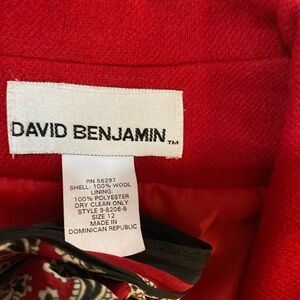 DAVID BENJAMIN™
RN 56297
SHELL: 100% WOOL
LINING:
100% POLYESTER
DRY CLEAN ONLY
STYLE 9-8206-6
SIZE 12
MADE IN
DOMINICAN REPUBLIC